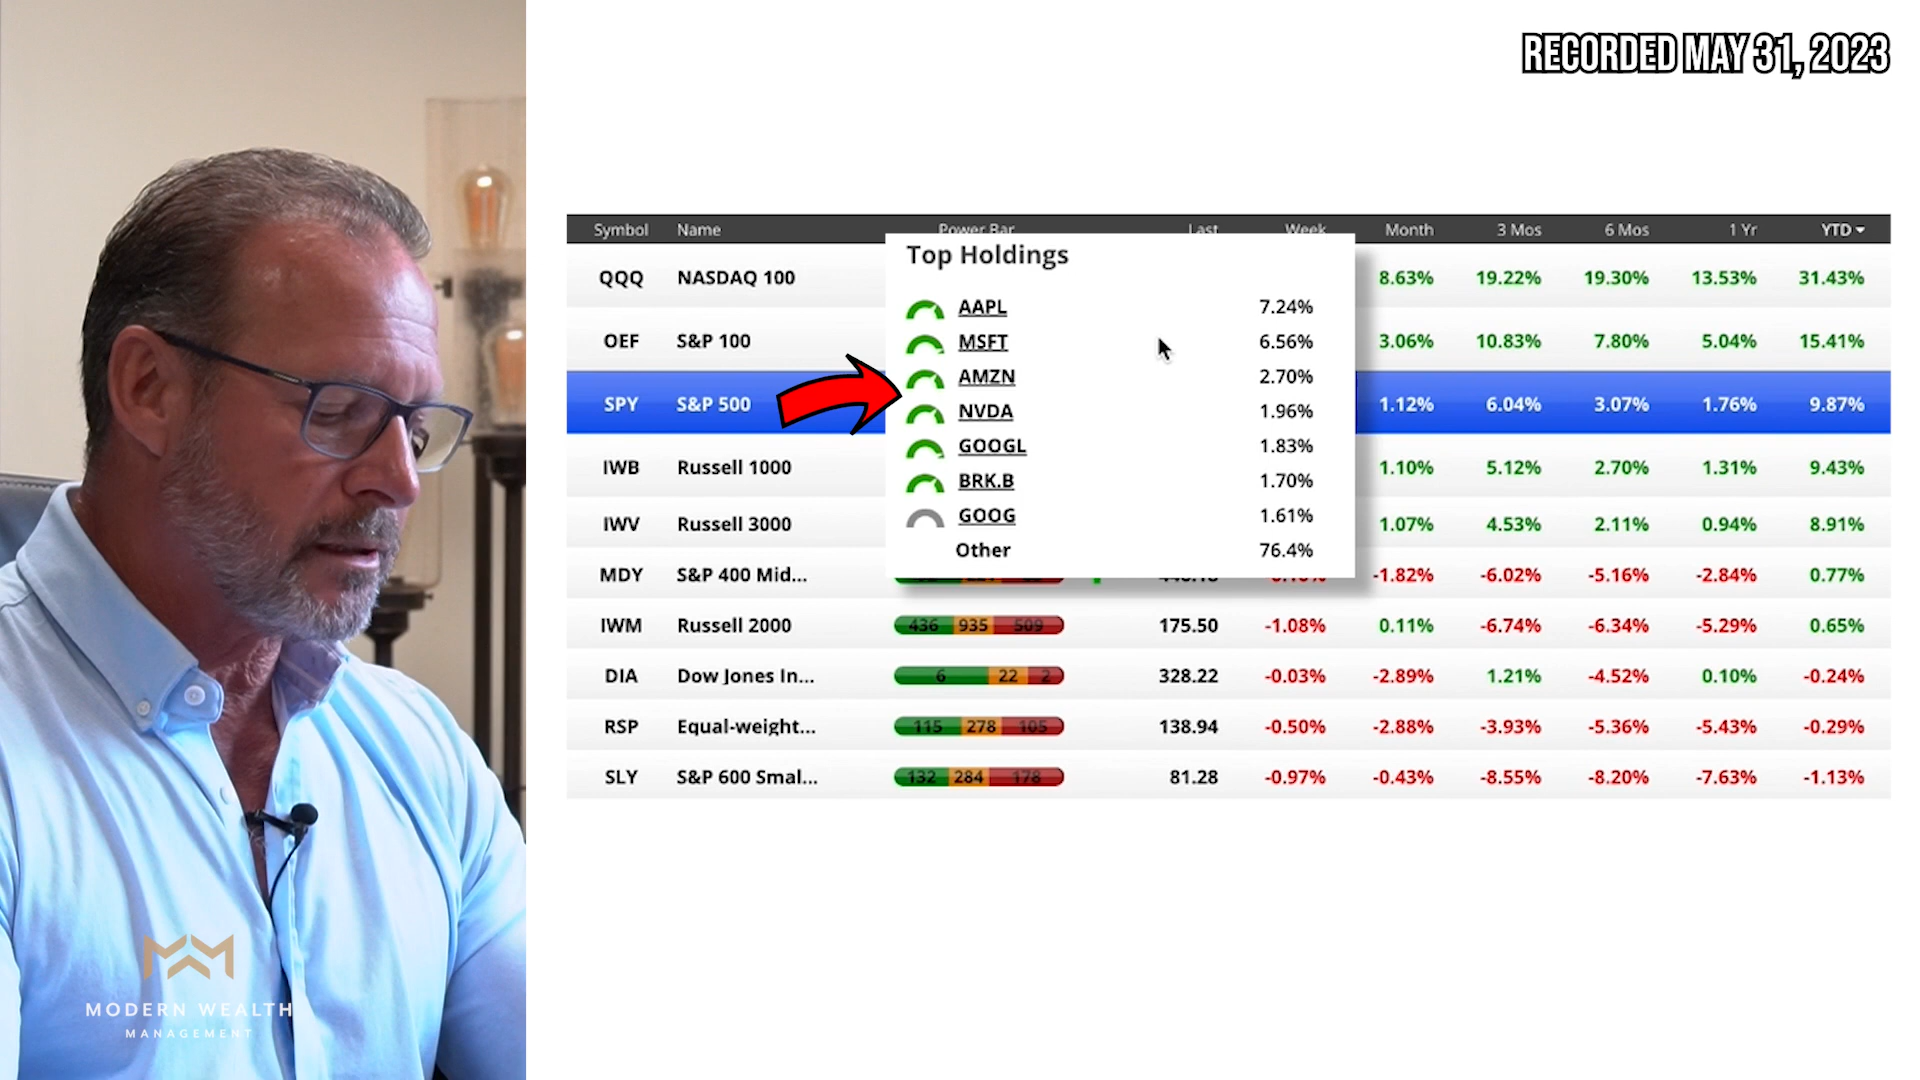 RECORDED MAY 31, 2023
Symbol Name Power Bar Last Week Month 3 Mos 6 Mos 1 Yr YTD
QQQ NASDAQ 100 8.63% 19.22% 19.30% 13.53% 31.43%
OEF S&P 100 3.06% 10.83% 7.80% 5.04% 15.41%
SPY S&P 500 1.12% 6.04% 3.07% 1.76% 9.87%
IWB Russell 1000 1.10% 5.12% 2.70% 1.31% 9.43%
IWV Russell 3000 1.07% 4.53% 2.11% 0.94% 8.91%
MDY S&P 400 Mid... -1.82% -6.02% -5.16% -2.84% 0.77%
IWM Russell 2000 436 935 509 175.50 -1.08% 0.11% -6.74% -6.34% -5.29% 0.65%
DIA Dow Jones In... 6 22 2 328.22 -0.03% -2.89% 1.21% -4.52% 0.10% -0.24%
RSP Equal-weight... 115 278 105 138.94 -0.50% -2.88% -3.93% -5.36% -5.43% -0.29%
SLY S&P 600 Smal... 132 284 178 81.28 -0.97% -0.43% -8.55% -8.20% -7.63% -1.13%
Top Holdings
AAPL 7.24%
MSFT 6.56%
AMZN 2.70%
NVDA 1.96%
GOOGL 1.83%
BRK.B 1.70%
GOOG 1.61%
Other 76.4%
MODERN WEALTH
MANAGEMENT